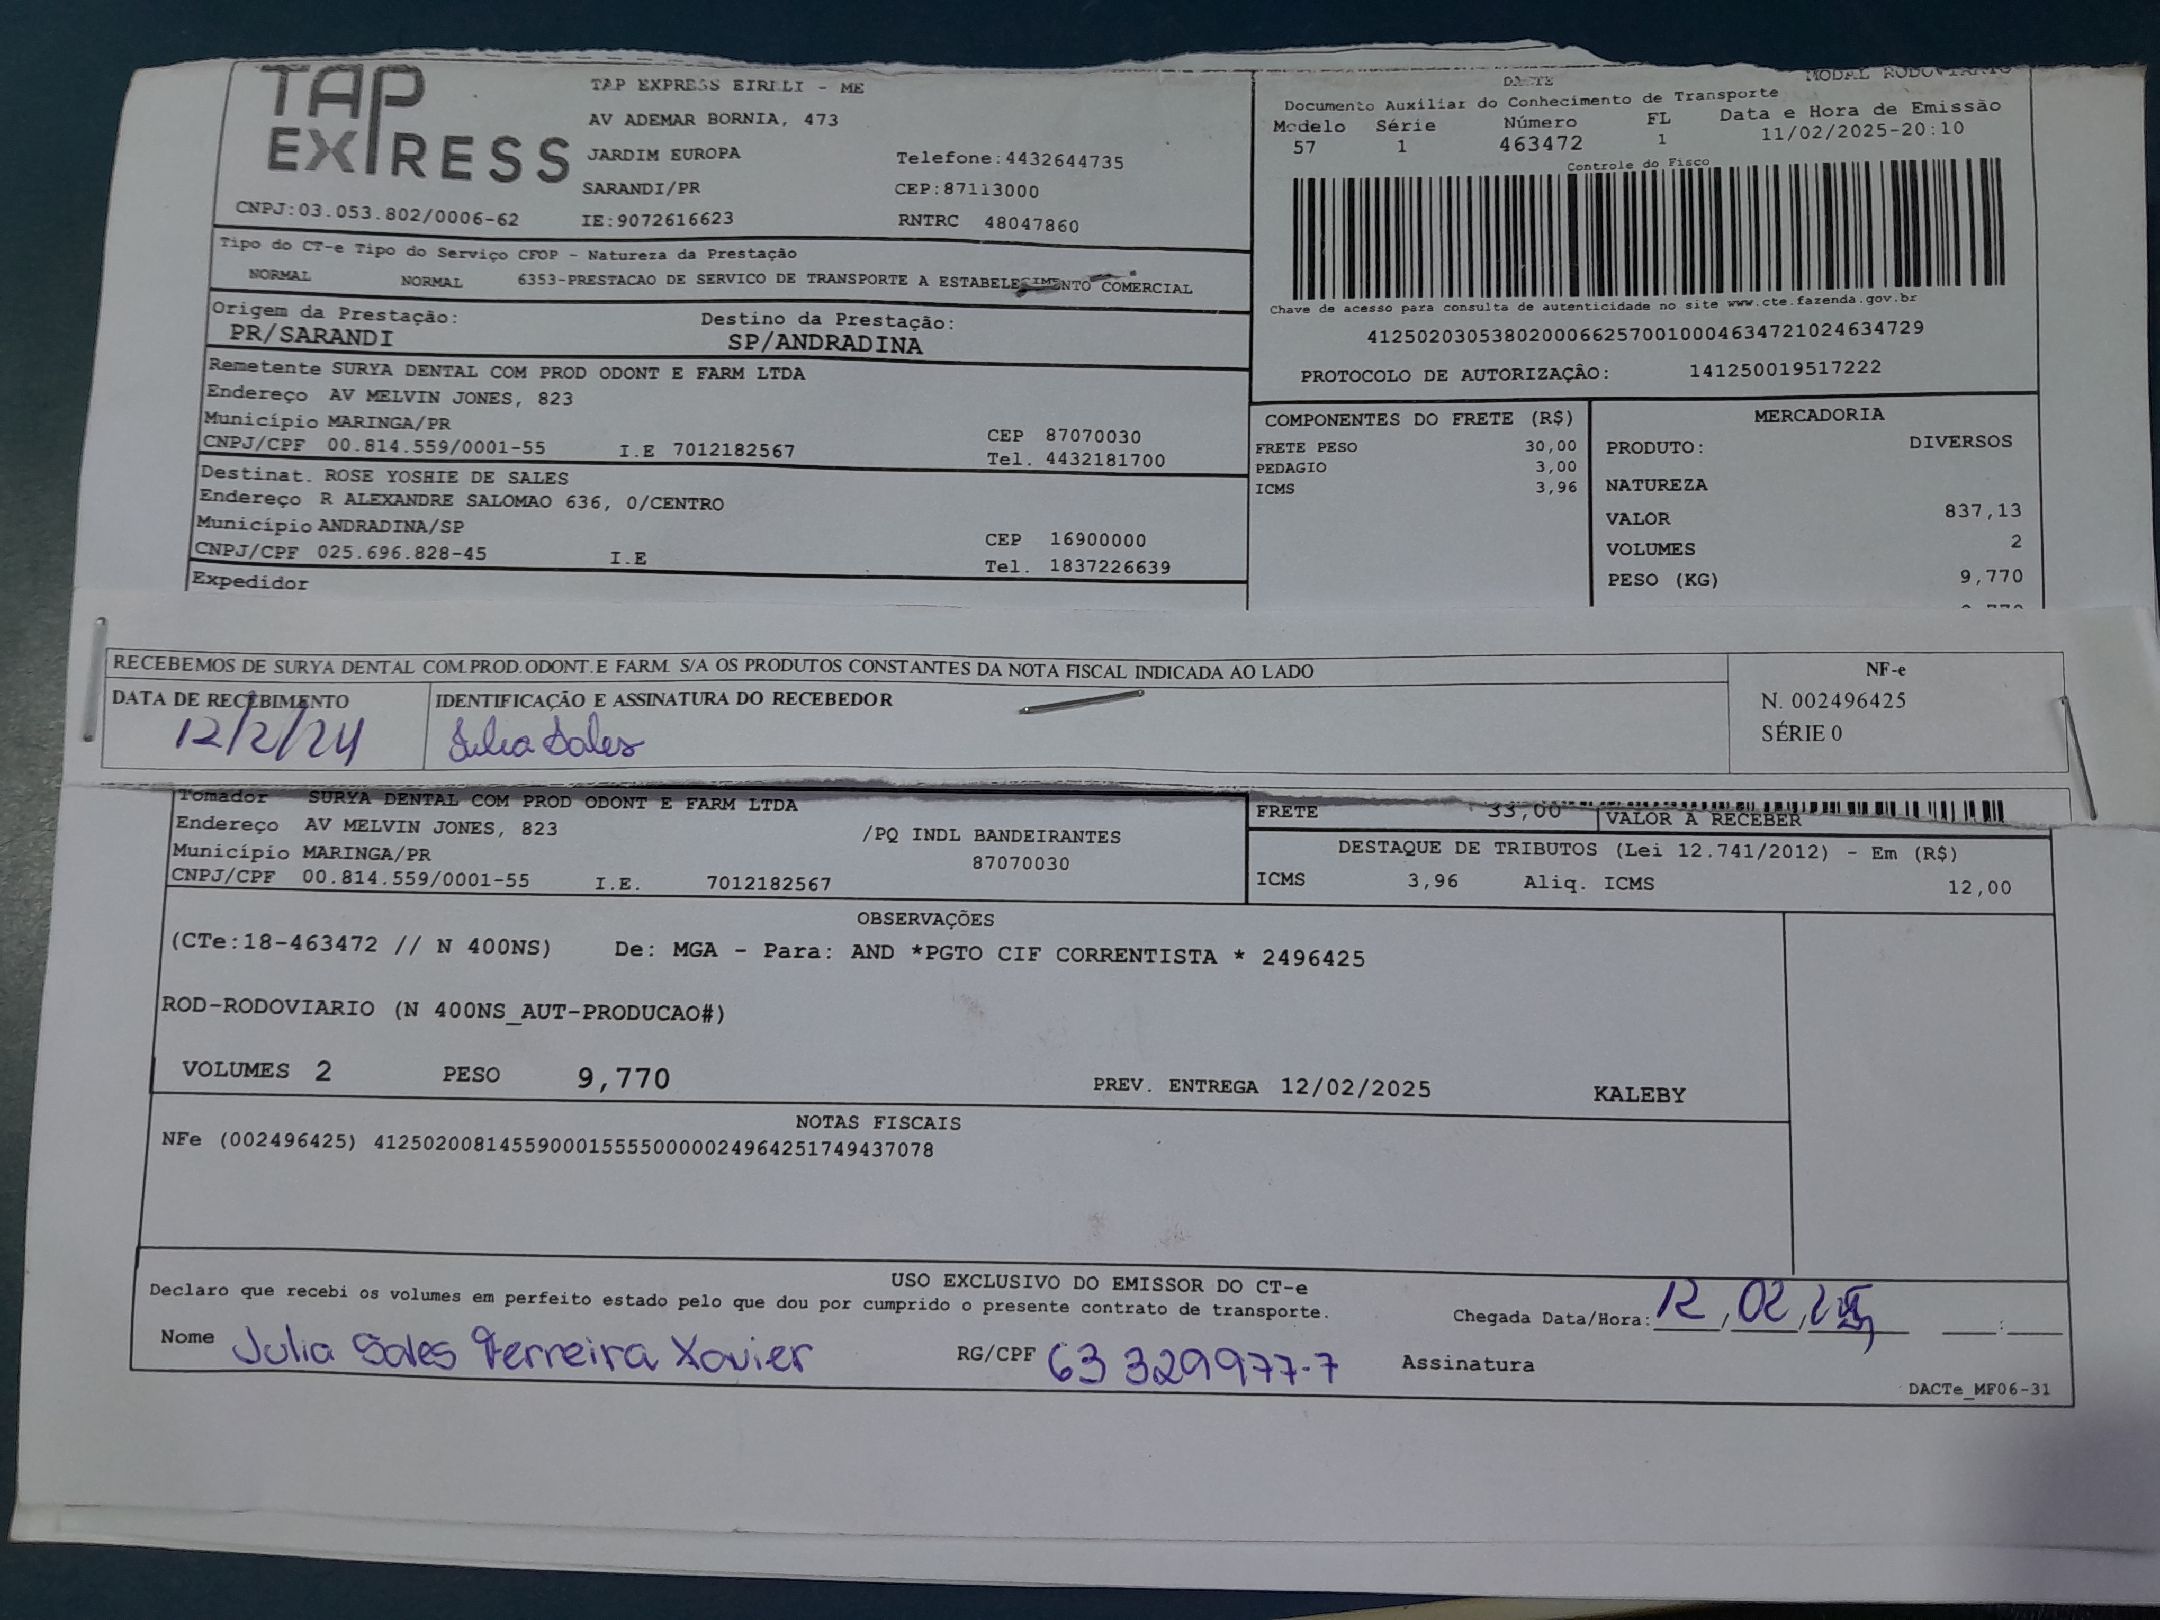 TAP EXPRESS
TAP EXPRESS EIRELI - ME
AV ADEMAR BORNIA, 473
JARDIM EUROPA Telefone:4432644735
SARANDI/PR CEP:87113000
CNPJ:03.053.802/0006-62 IE:9072616623 RNTRC 48047860
DACTE MODAL RODOVIARIO
Documento Auxiliar do Conhecimento de Transporte
Modelo Série Número FL Data e Hora de Emissão
57 1 463472 1 11/02/2025-20:10
Controle do Fisco
Chave de acesso para consulta de autenticidade no site www.cte.fazenda.gov.br
41250203053802000662570010004634721024634729
PROTOCOLO DE AUTORIZAÇÃO: 141250019517222
Tipo do CT-e Tipo do Serviço CFOP - Natureza da Prestação
NORMAL NORMAL 6353-PRESTACAO DE SERVICO DE TRANSPORTE A ESTABELECIMENTO COMERCIAL
Origem da Prestação: Destino da Prestação:
PR/SARANDI SP/ANDRADINA
Remetente SURYA DENTAL COM PROD ODONT E FARM LTDA
Endereço AV MELVIN JONES, 823
Município MARINGA/PR CEP 87070030
CNPJ/CPF 00.814.559/0001-55 I.E 7012182567 Tel. 4432181700
Destinat. ROSE YOSHIE DE SALES
Endereço R ALEXANDRE SALOMAO 636, 0/CENTRO
Município ANDRADINA/SP CEP 16900000
CNPJ/CPF 025.696.828-45 I.E Tel. 1837226639
Expedidor
COMPONENTES DO FRETE (R$)
FRETE PESO 30,00
PEDAGIO 3,00
ICMS 3,96
MERCADORIA
PRODUTO: DIVERSOS
NATUREZA
VALOR 837,13
VOLUMES 2
PESO (KG) 9,770
RECEBEMOS DE SURYA DENTAL COM.PROD.ODONT.E FARM. S/A OS PRODUTOS CONSTANTES DA NOTA FISCAL INDICADA AO LADO
DATA DE RECEBIMENTO IDENTIFICAÇÃO E ASSINATURA DO RECEBEDOR
12/2/24 Julia Sales
NF-e
N. 002496425
SÉRIE 0
Tomador SURYA DENTAL COM PROD ODONT E FARM LTDA
Endereço AV MELVIN JONES, 823 /PQ INDL BANDEIRANTES
Município MARINGA/PR 87070030
CNPJ/CPF 00.814.559/0001-55 I.E. 7012182567
FRETE 33,00 VALOR A RECEBER
DESTAQUE DE TRIBUTOS (Lei 12.741/2012) - Em (R$)
ICMS 3,96 Aliq. ICMS 12,00
OBSERVAÇÕES
(CTe:18-463472 // N 400NS) De: MGA - Para: AND *PGTO CIF CORRENTISTA * 2496425
ROD-RODOVIARIO (N 400NS_AUT-PRODUCAO#)
VOLUMES 2 PESO 9,770 PREV. ENTREGA 12/02/2025 KALEBY
NOTAS FISCAIS
NFe (002496425) 41250200814559000155550000024964251749437078
USO EXCLUSIVO DO EMISSOR DO CT-e
Declaro que recebi os volumes em perfeito estado pelo que dou por cumprido o presente contrato de transporte.
Chegada Data/Hora: 12, 02, :
Nome Julia Sales Ferreira Xavier RG/CPF 63 329977-7 Assinatura
DACTe_MF06-31